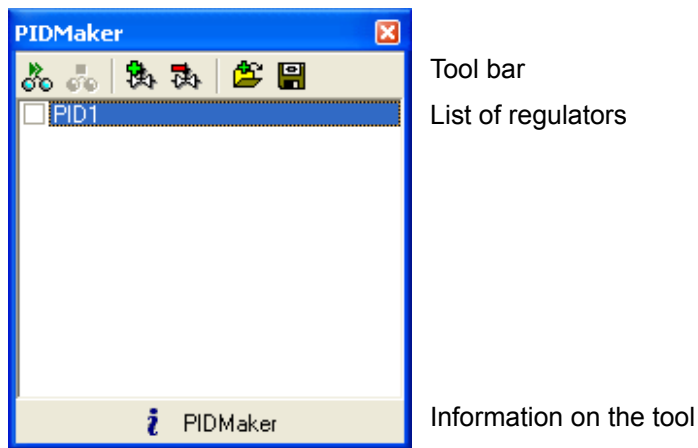 PIDMaker
Tool bar
PID1
List of regulators
i PIDMaker
Information on the tool